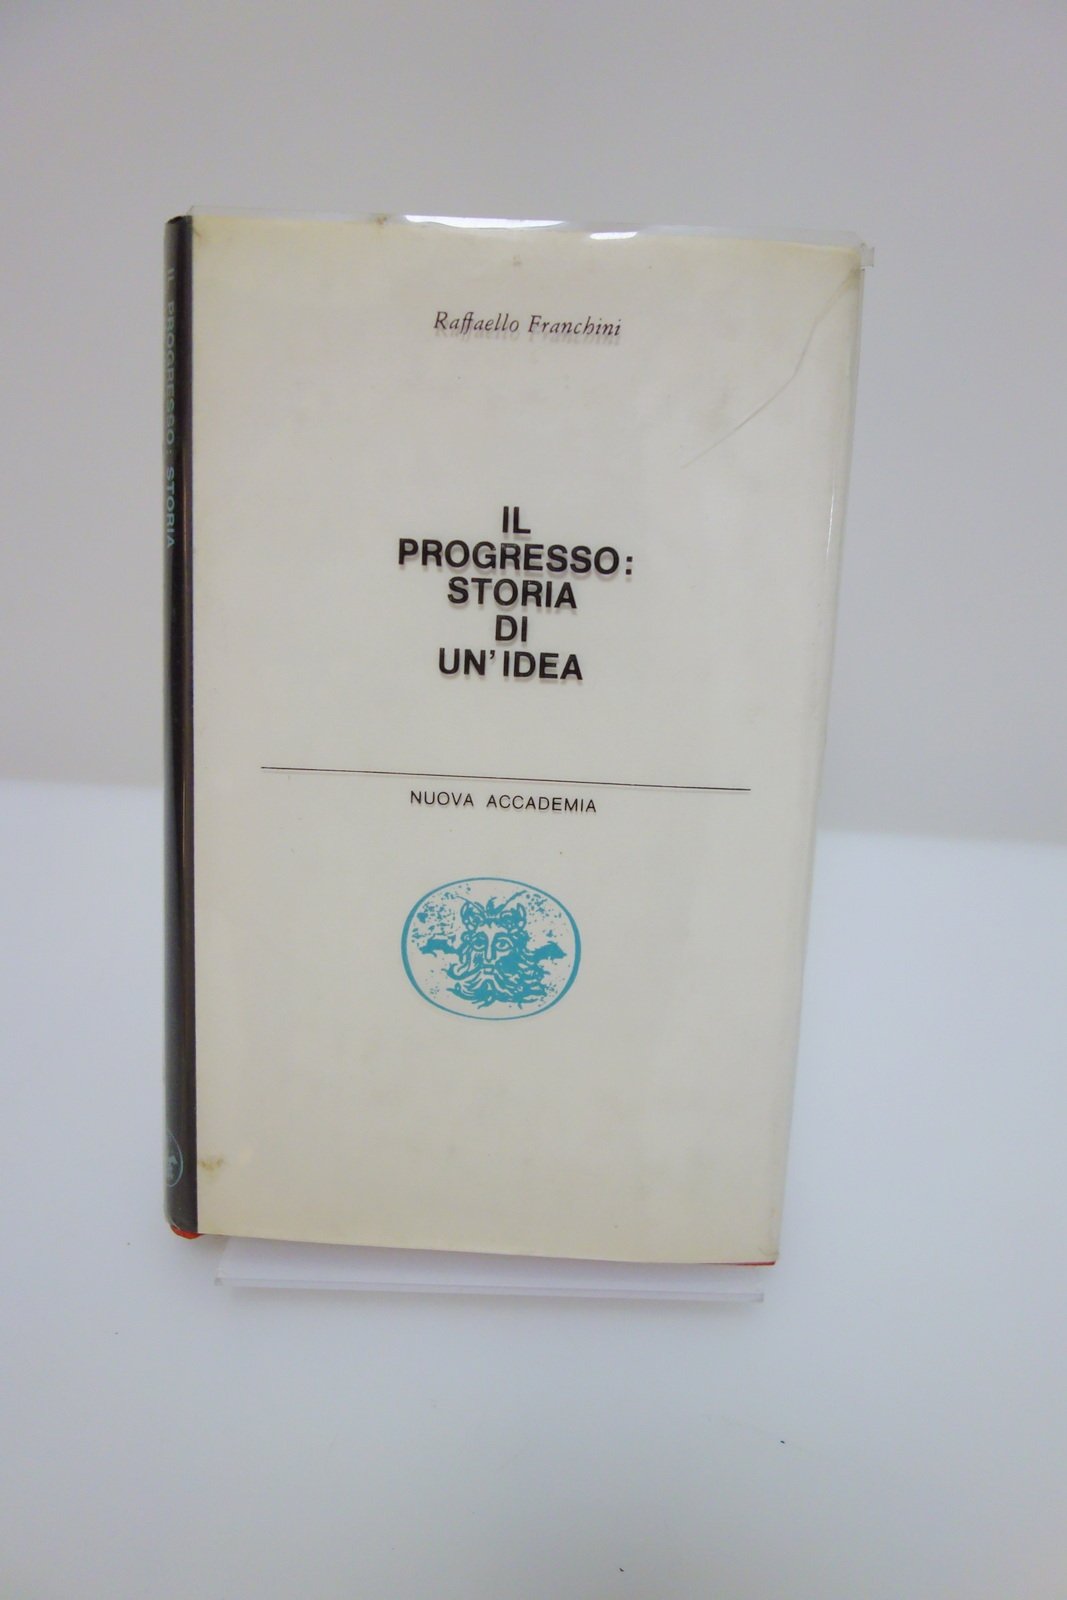 Raffaello Franchini
IL
PROGRESSO:
STORIA
DI
UN'IDEA
NUOVA ACCADEMIA
IL PROGRESSO: STORIA